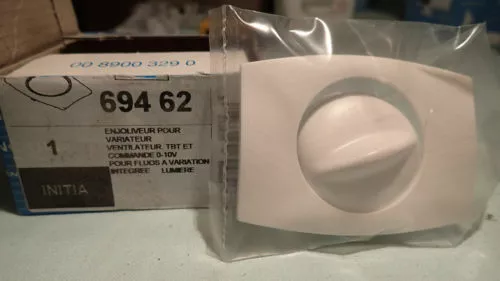 00 8900 329 0
694 62
1
ENJOLIVEUR POUR
VARIATEUR
VENTILATEUR, TBT ET
COMMANDE 0-10V
POUR FLUOS A VARIATION
INTEGREE LUMIERE
INITIA